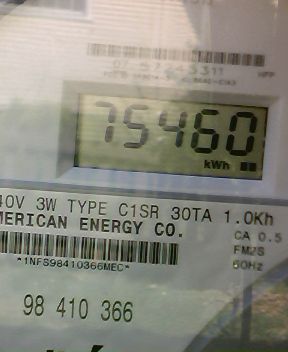 75460
kWh
40V 3W TYPE C1SR 30TA 1.0Kh
MERICAN ENERGY CO.
CA 0.5
FM2S
60Hz
*1NFS98410366MEC*
98 410 366